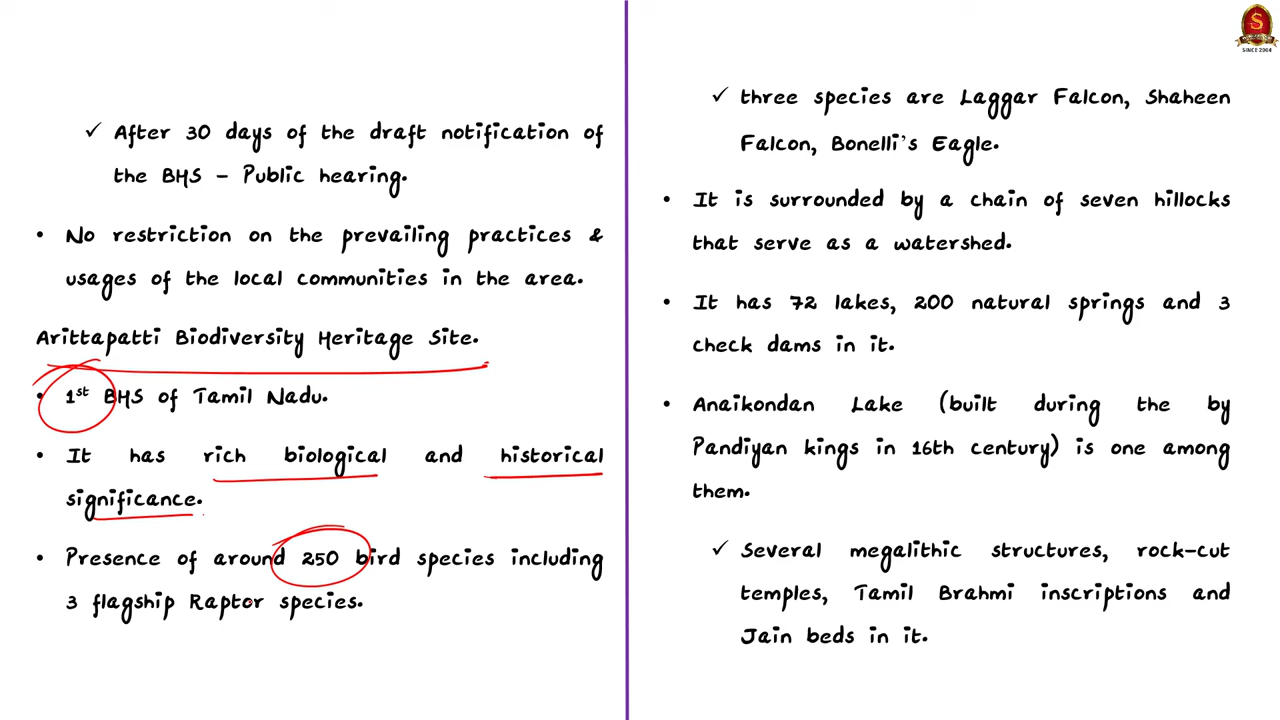 ✓ After 30 days of the draft notification of
the BHS – Public hearing.
• No restriction on the prevailing practices &
usages of the local communities in the area.
Arittapatti Biodiversity Heritage Site.
• 1st BHS of Tamil Nadu.
• It has rich biological and historical
significance.
• Presence of around 250 bird species including
3 flagship Raptor species.
✓ three species are Laggar Falcon, Shaheen
Falcon, Bonelli's Eagle.
• It is surrounded by a chain of seven hillocks
that serve as a watershed.
• It has 72 lakes, 200 natural springs and 3
check dams in it.
• Anaikondan Lake (built during the by
Pandiyan kings in 16th century) is one among
them.
✓ Several megalithic structures, rock-cut
temples, Tamil Brahmi inscriptions and
Jain beds in it.
S
SINCE 2004